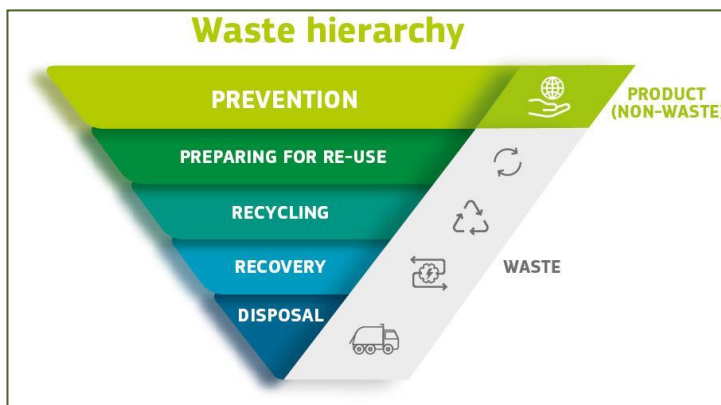 Waste hierarchy
PREVENTION
PRODUCT
(NON-WASTE)
PREPARING FOR RE-USE
RECYCLING
RECOVERY
WASTE
DISPOSAL